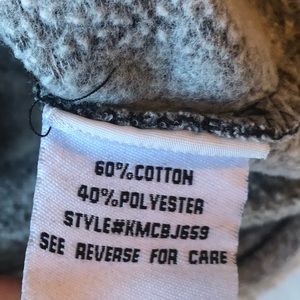 60%COTTON
40%POLYESTER
STYLE#KMCBJ659
SEE REVERSE FOR CARE